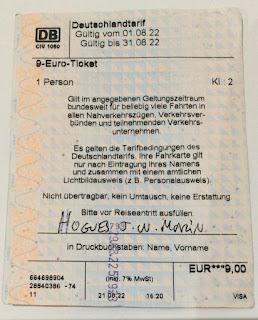 DB
CIV 1080
Deutschlandtarif
Gültig vom 01.08.22
Gültig bis 31.08.22
9-Euro-Ticket
1 Person Kl.: 2
Gilt im angegebenen Geltungszeitraum
bundesweit für beliebig viele Fahrten in
allen Nahverkehrszügen, Verkehrsver-
bünden und teilnehmenden Verkehrs-
unternehmen.
Es gelten die Tarifbedingungen des
Deutschlandtarifs. Ihre Fahrkarte gilt
nur nach Eintragung Ihres Namens
und zusammen mit einem amtlichen
Lichtbildausweis (z.B. Personalausweis).
Nicht übertragbar, kein Umtausch, keine Erstattung.
Bitte vor Reiseantritt ausfüllen:
in Druckbuchstaben: Name, Vorname
EUR***9,00
664698904 (inkl. 7% MwSt)
28540386 -74
11 21.08.22 16:20 VISA